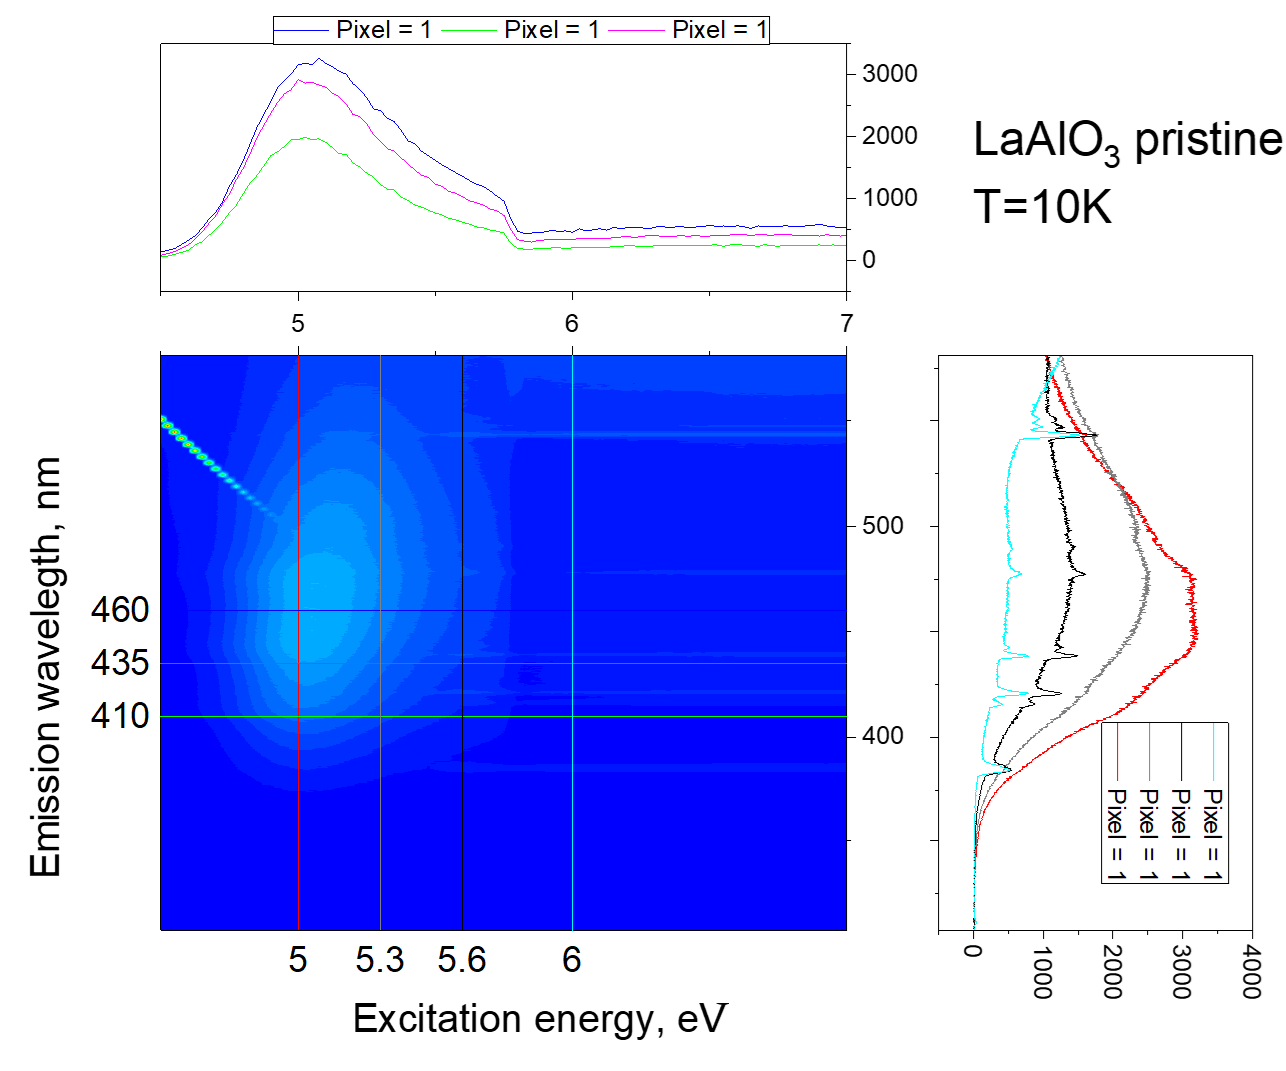 Pixel = 1 Pixel = 1 Pixel = 1
3000
2000
1000
0
5 6 7
LaAlO3 pristine
T=10K
Emission wavelegth, nm
460
435
410
500
400
5 5.3 5.6 6
Excitation energy, eV
Pixel = 1
Pixel = 1
Pixel = 1
Pixel = 1
0 1000 2000 3000 4000